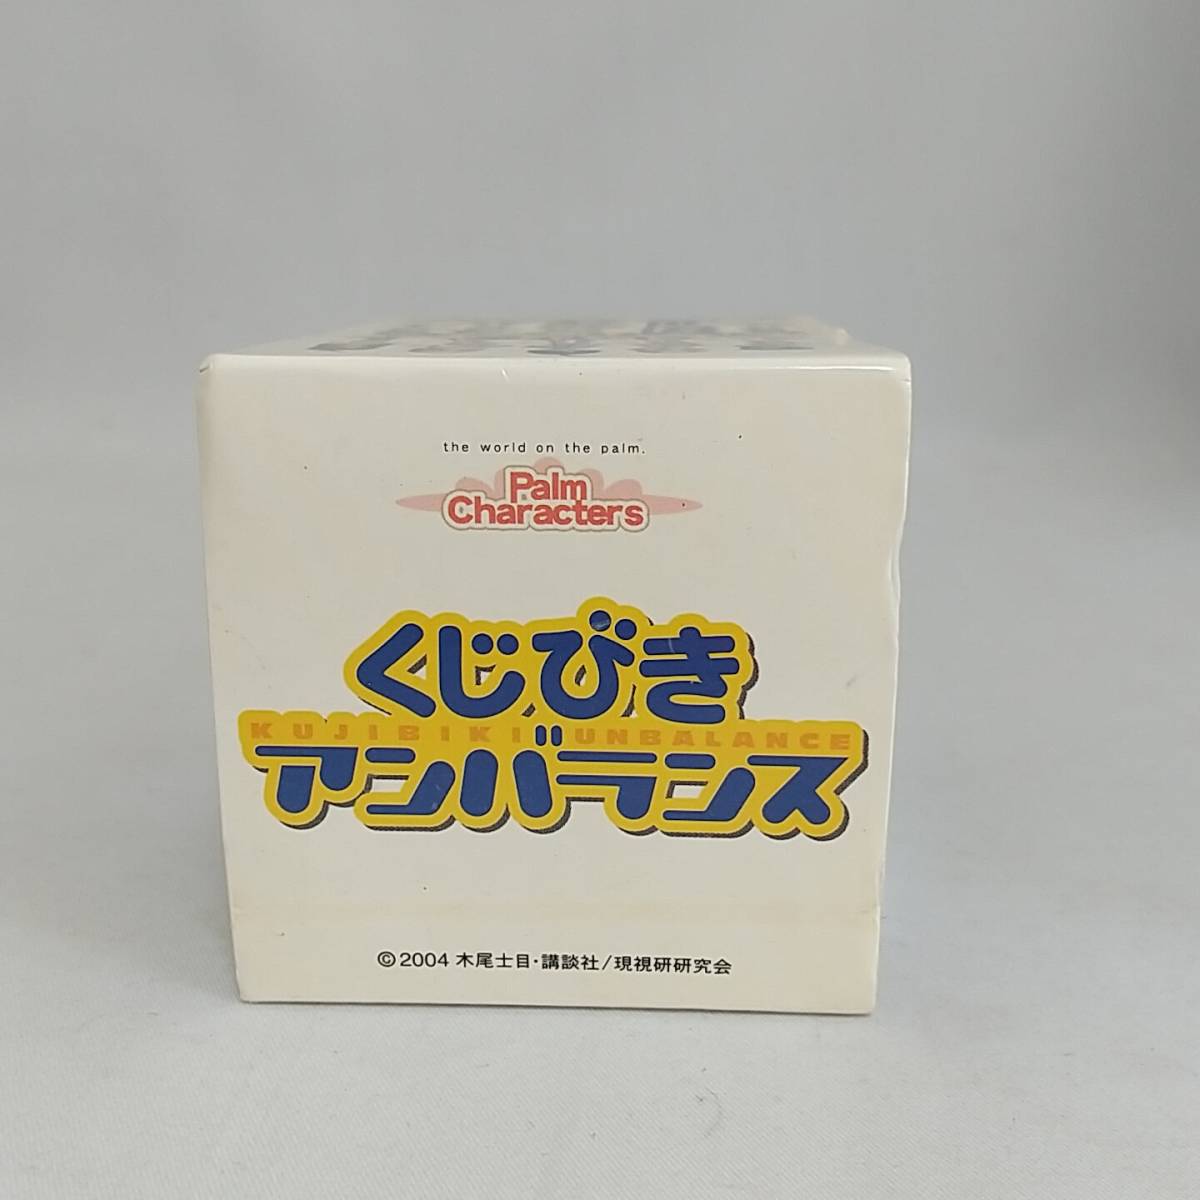 the world on the palm.
Palm
Characters
くじびき
KUJIBIKI UNBALANCE
アンバランス
©2004 木尾士目・講談社/現視研研究会